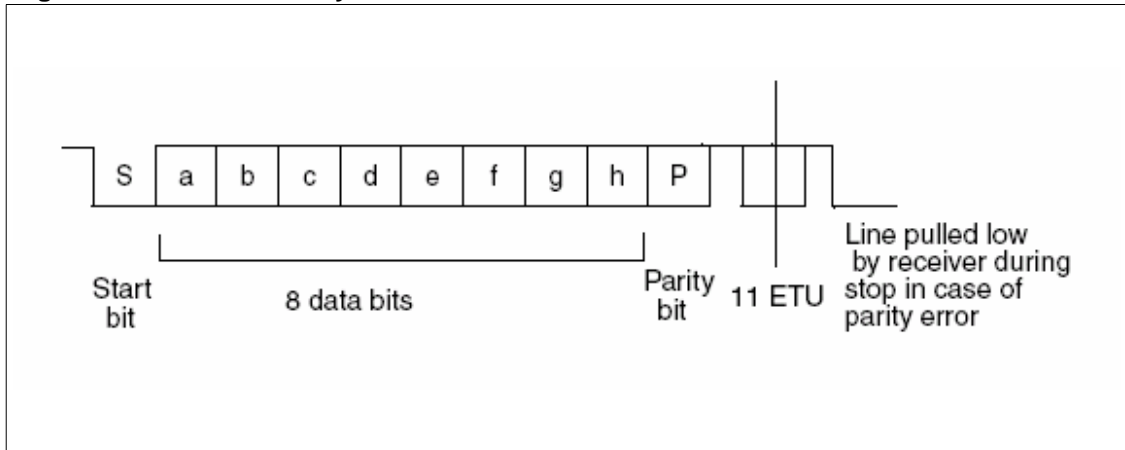 S a b c d e f g h P
Start
bit
8 data bits
Parity
bit
11 ETU
Line pulled low
by receiver during
stop in case of
parity error